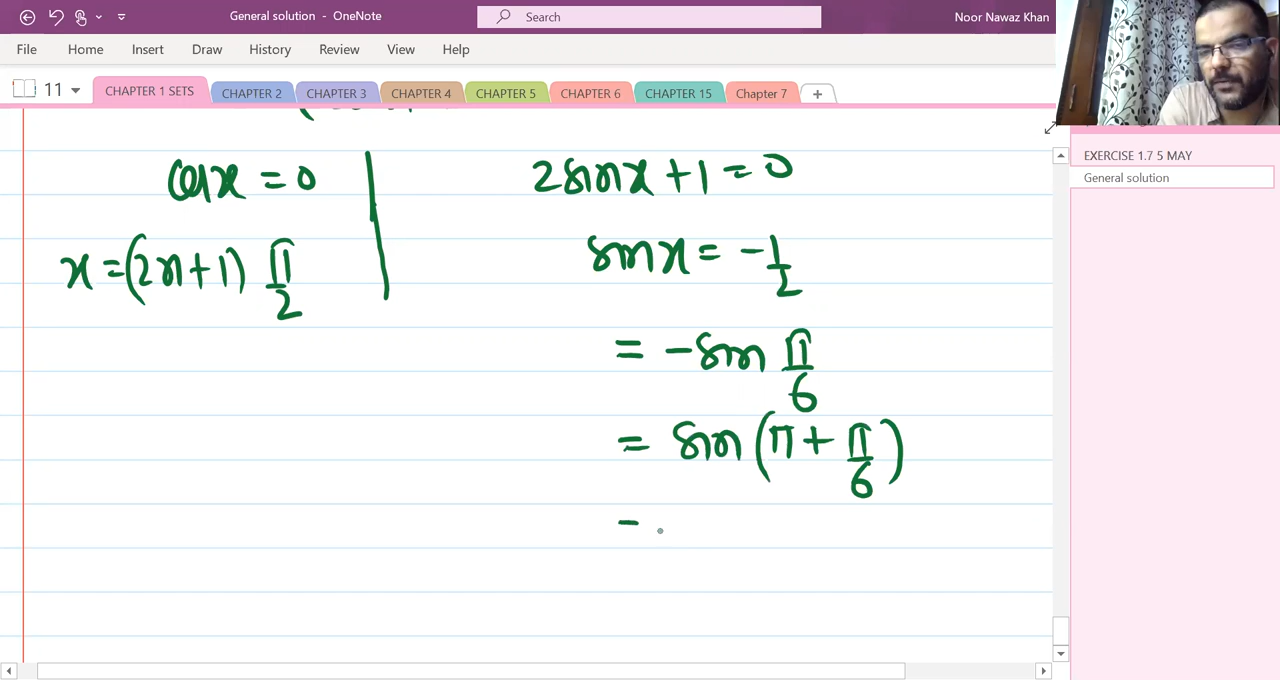 General solution - OneNote
Search
Noor Nawaz Khan
File Home Insert Draw History Review View Help
11
CHAPTER 1 SETS
CHAPTER 2
CHAPTER 3
CHAPTER 4
CHAPTER 5
CHAPTER 6
CHAPTER 15
Chapter 7
+
EXERCISE 1.7 5 MAY
General solution
cos x = 0
x = (2n+1) π/2
2 sin x + 1 = 0
sin x = -1/2
= - sin π/6
= sin (π + π/6)
-